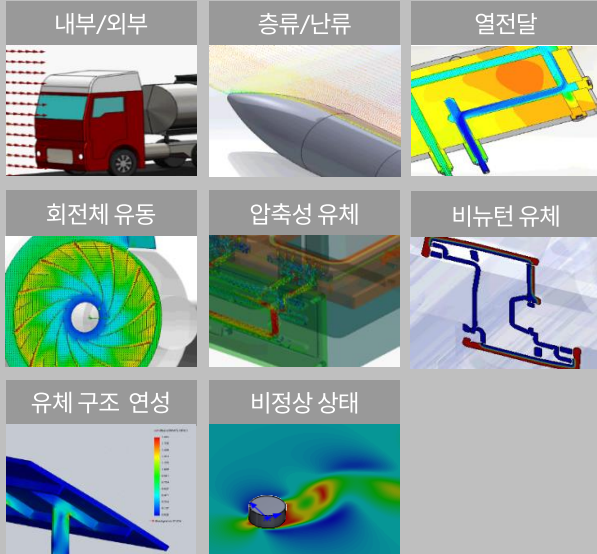 내부/외부
층류/난류
열전달
회전체 유동
압축성 유체
비뉴턴 유체
유체 구조 연성
비정상 상태